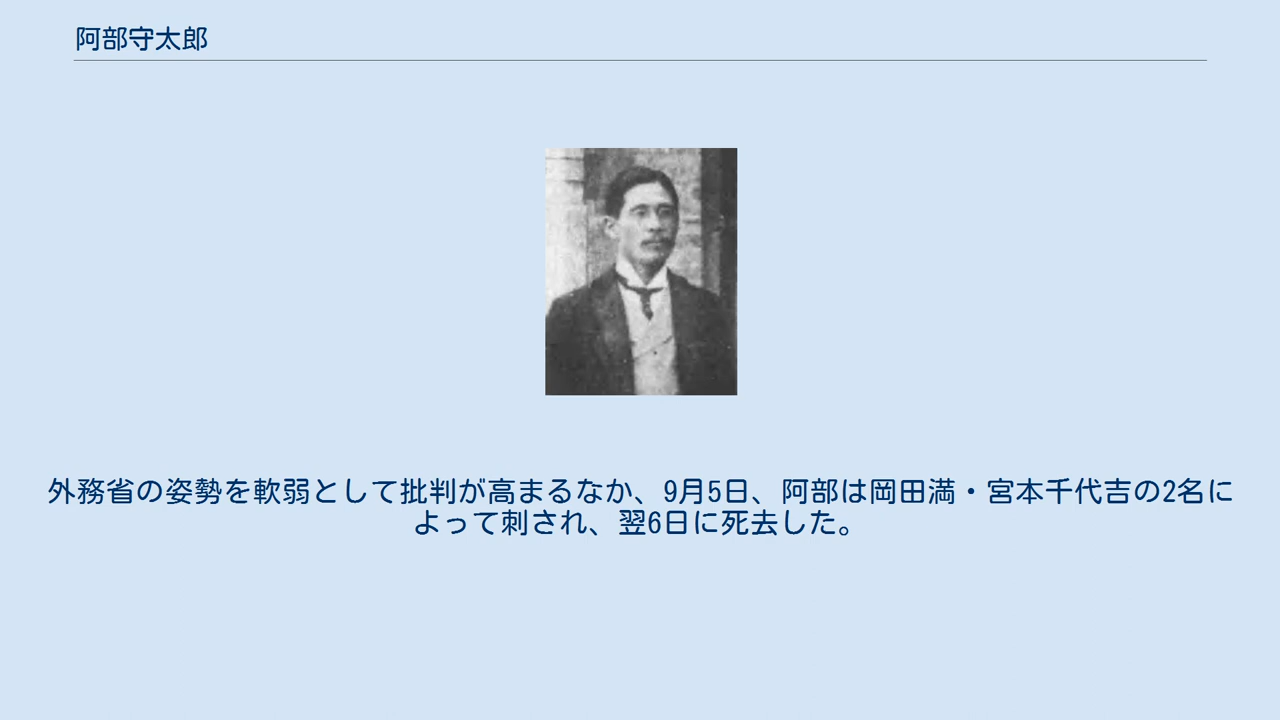 阿部守太郎
外務省の姿勢を軟弱として批判が高まるなか、9月5日、阿部は岡田満・宮本千代吉の2名に
よって刺され、翌6日に死去した。